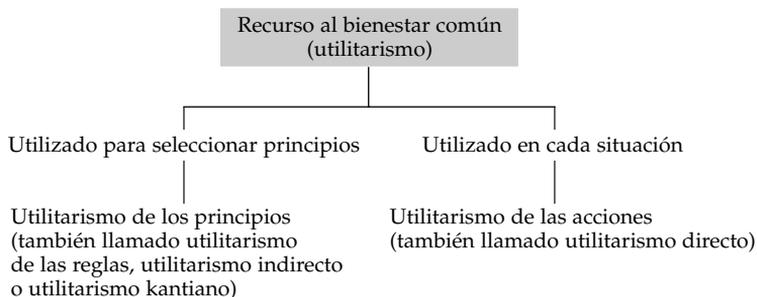 Recurso al bienestar común
(utilitarismo)
Utilizado para seleccionar principios
Utilizado en cada situación
Utilitarismo de los principios
(también llamado utilitarismo
de las reglas, utilitarismo indirecto
o utilitarismo kantiano)
Utilitarismo de las acciones
(también llamado utilitarismo directo)